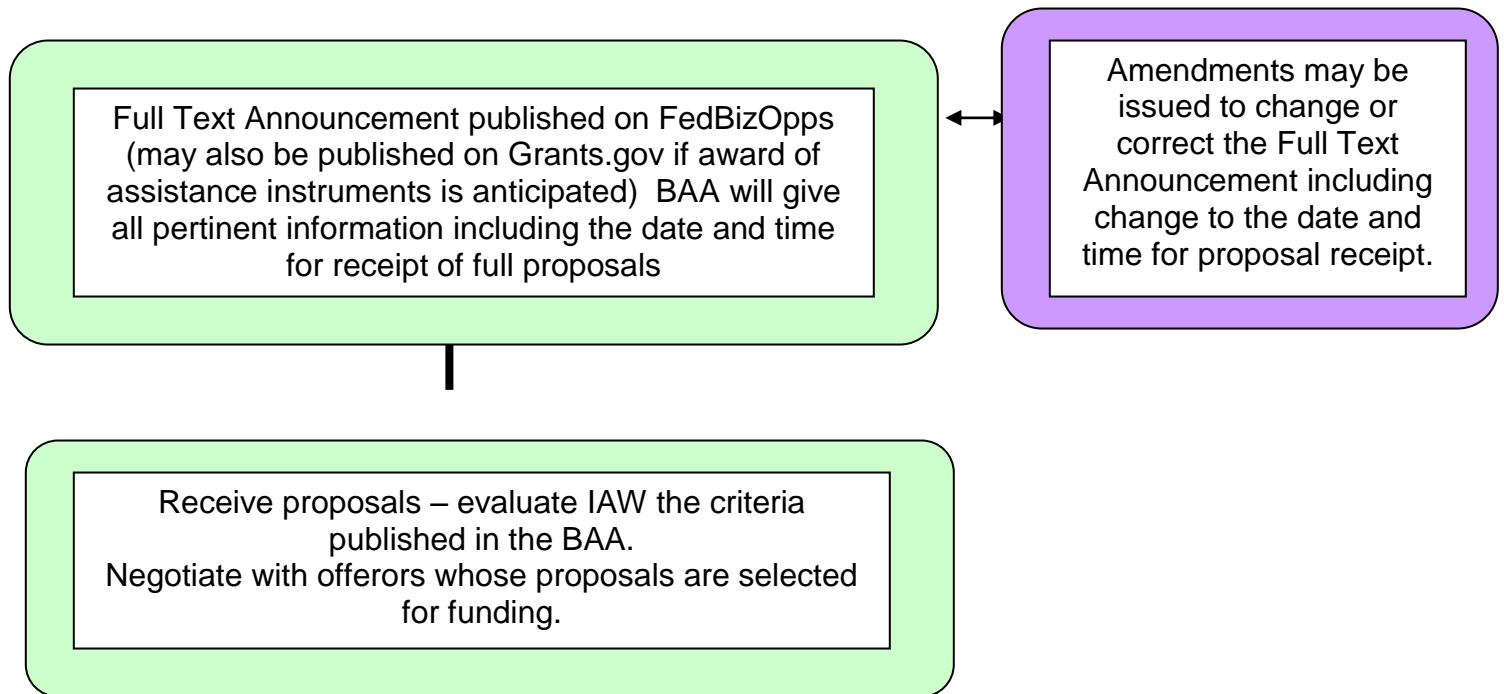 Full Text Announcement published on FedBizOpps
(may also be published on Grants.gov if award of
assistance instruments is anticipated)  BAA will give
all pertinent information including the date and time
for receipt of full proposals
Amendments may be
issued to change or
correct the Full Text
Announcement including
change to the date and
time for proposal receipt.
Receive proposals – evaluate IAW the criteria
published in the BAA.
Negotiate with offerors whose proposals are selected
for funding.